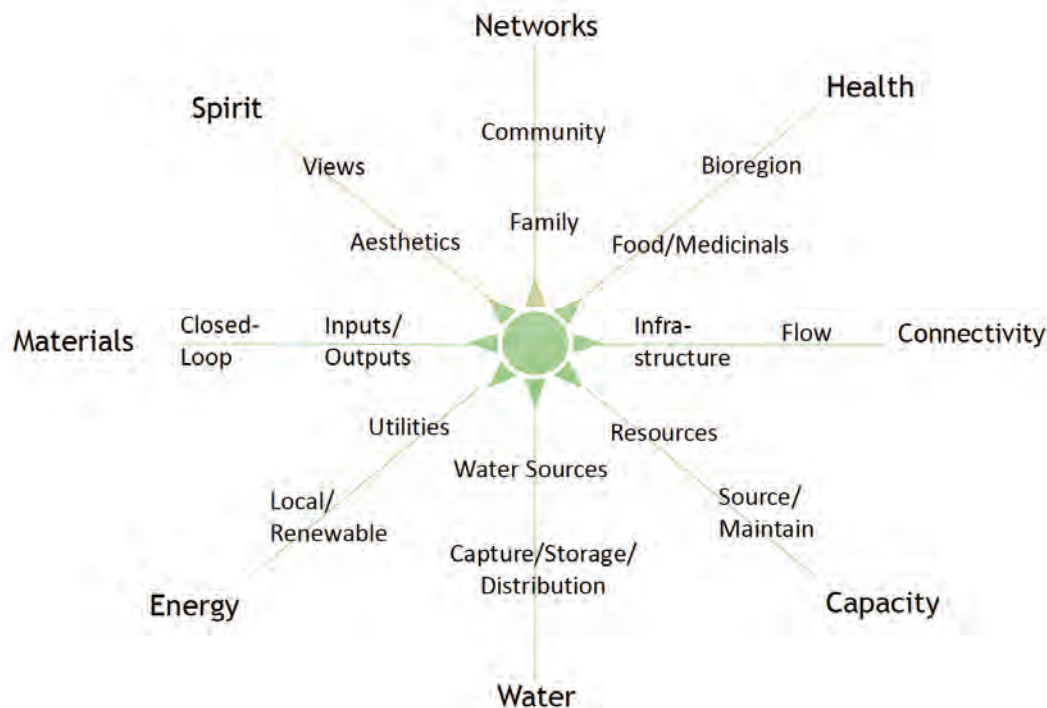 Networks
Spirit
Health
Community
Views
Bioregion
Family
Aesthetics
Food/Medicinals
Materials
Closed-
Loop
Inputs/
Outputs
Infra-
structure
Flow
Connectivity
Utilities
Resources
Water Sources
Local/
Renewable
Source/
Maintain
Capture/Storage/
Distribution
Energy
Capacity
Water